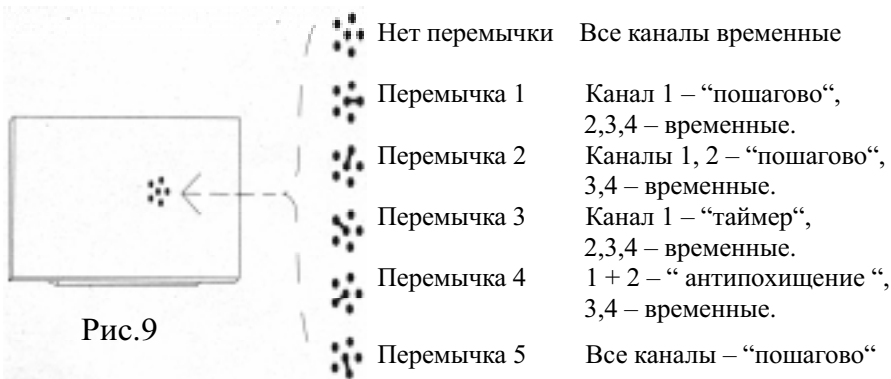 Нет перемычки Все каналы временные
Перемычка 1 Канал 1 – “пошагово“,
2,3,4 – временные.
Перемычка 2 Каналы 1, 2 – “пошагово“,
3,4 – временные.
Перемычка 3 Канал 1 – “таймер“,
2,3,4 – временные.
Перемычка 4 1 + 2 – “ антипохищение “,
3,4 – временные.
Перемычка 5 Все каналы – “пошагово“
Рис.9